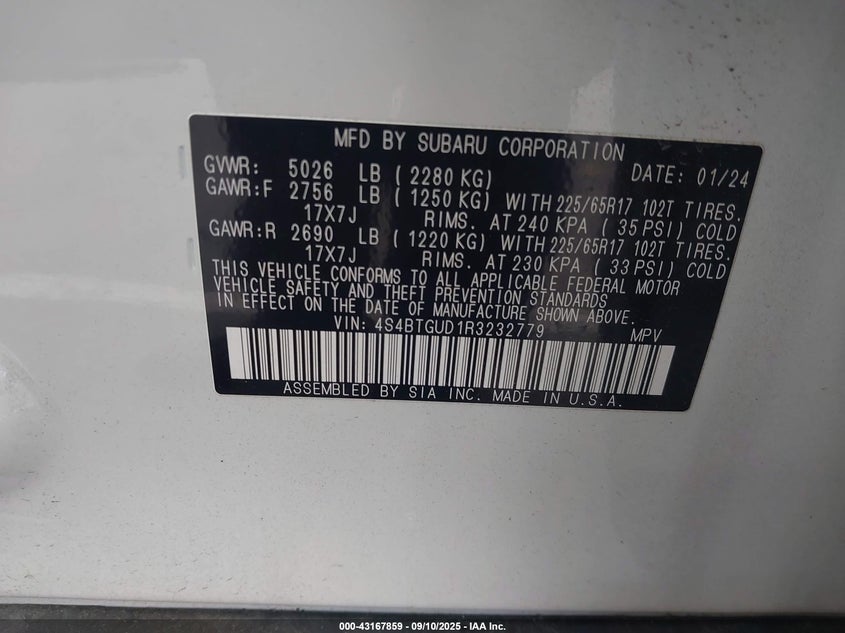 MFD BY SUBARU CORPORATION
GVWR: 5026 LB ( 2280 KG) DATE: 01/24
GAWR:F 2756 LB ( 1250 KG) WITH 225/65R17 102T TIRES.
17X7J RIMS. AT 240 KPA ( 35 PSI) COLD
GAWR:R 2690 LB ( 1220 KG) WITH 225/65R17 102T TIRES.
17X7J RIMS. AT 230 KPA ( 33 PSI) COLD
THIS VEHICLE CONFORMS TO ALL APPLICABLE FEDERAL MOTOR
VEHICLE SAFETY AND THEFT PREVENTION STANDARDS
IN EFFECT ON THE DATE OF MANUFACTURE SHOWN ABOVE.
VIN: 4S4BTGUD1R3232779 MPV
ASSEMBLED BY SIA INC. MADE IN U.S.A.
000-43167859 - 09/10/2025 - IAA Inc.